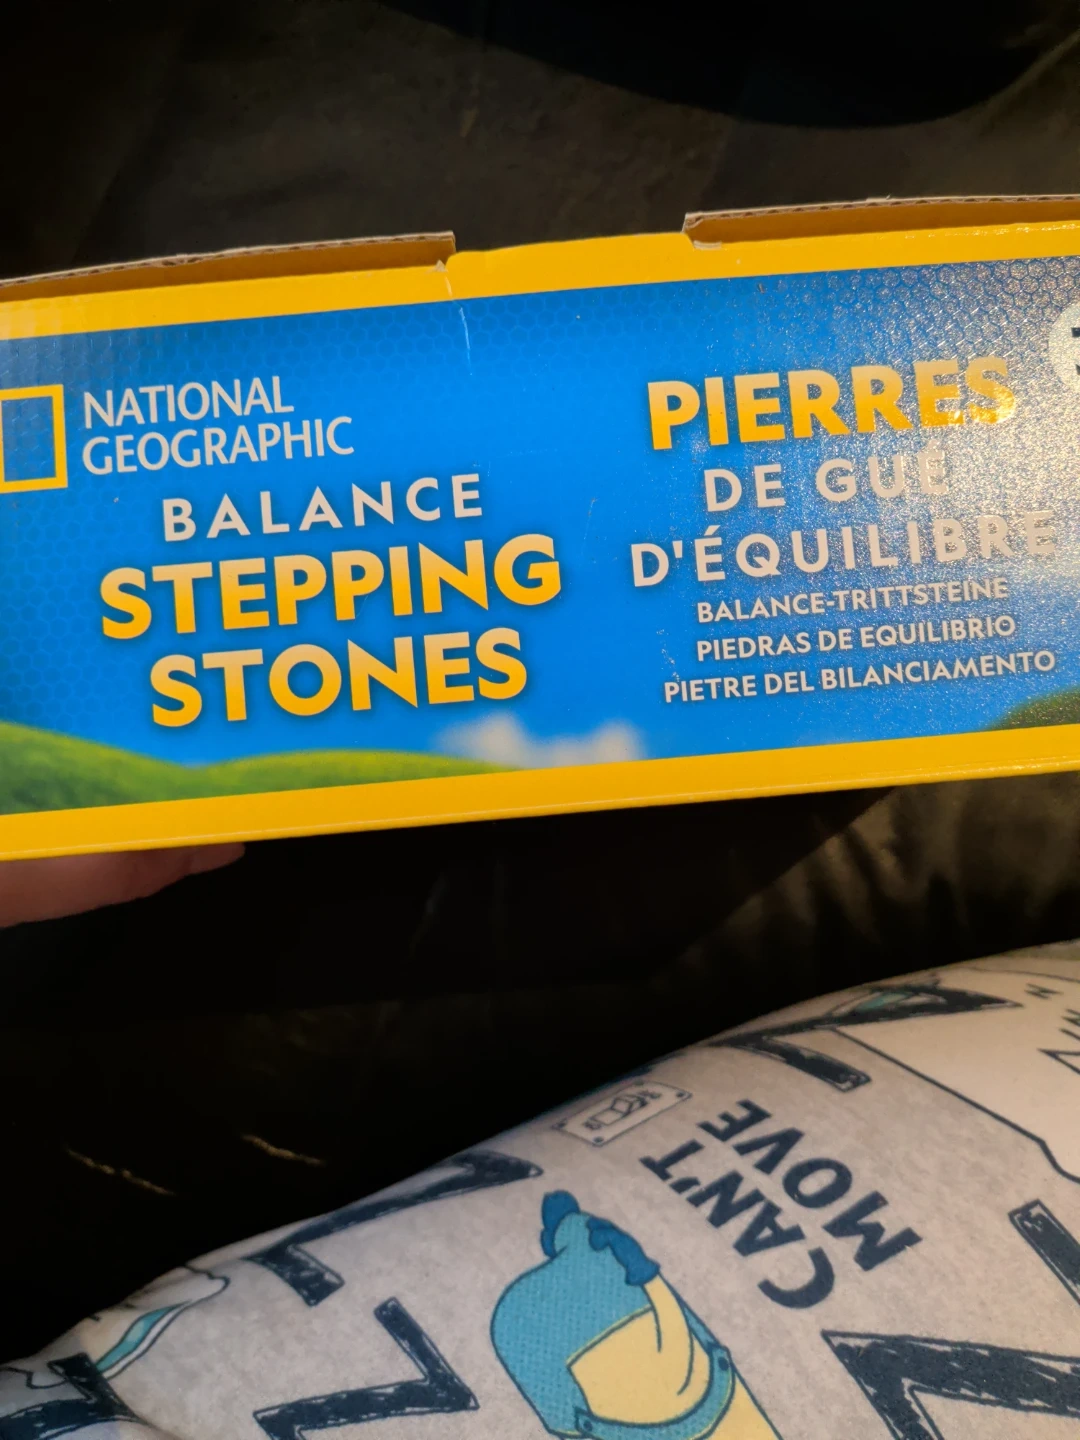 NATIONAL
GEOGRAPHIC
BALANCE
STEPPING
STONES
PIERRES
DE GUÉ
D'ÉQUILIBRE
BALANCE-TRITTSTEINE
PIEDRAS DE EQUILIBRIO
PIETRE DEL BILANCIAMENTO
CAN'T
MOVE